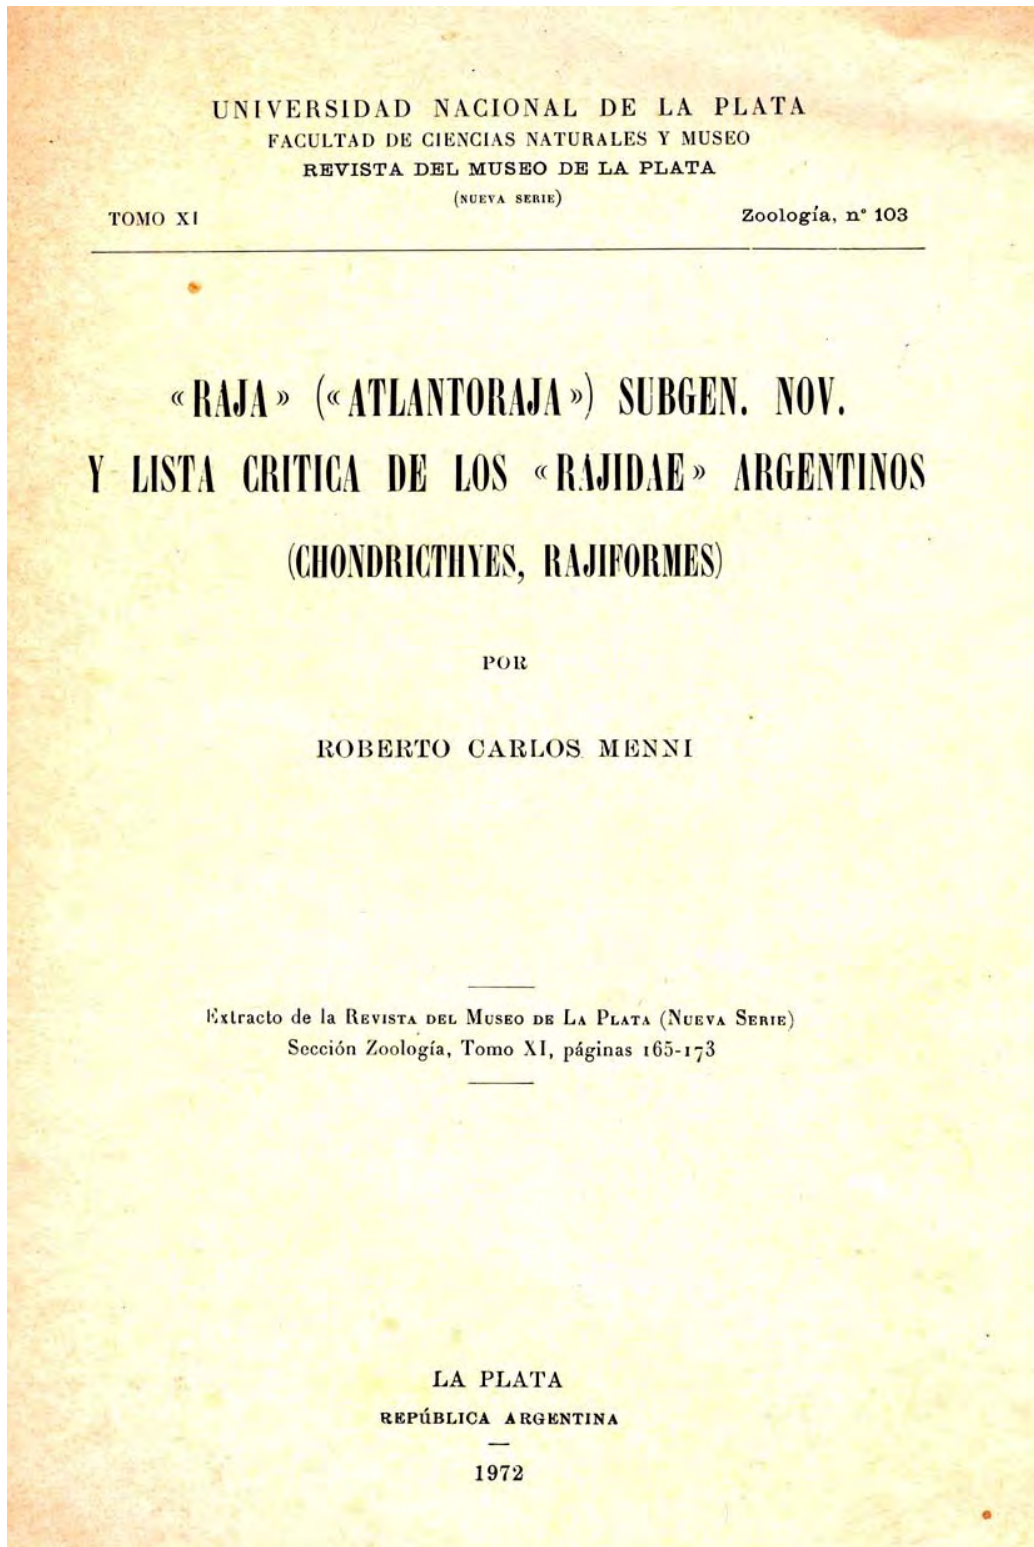 UNIVERSIDAD NACIONAL DE LA PLATA
FACULTAD DE CIENCIAS NATURALES Y MUSEO
REVISTA DEL MUSEO DE LA PLATA
(NUEVA SERIE)
TOMO XI Zoología, n° 103
«RAJA» («ATLANTORAJA») SUBGEN. NOV.
Y LISTA CRITICA DE LOS «RAJIDAE» ARGENTINOS
(CHONDRICTHYES, RAJIFORMES)
POR
ROBERTO CARLOS MENNI
Extracto de la REVISTA DEL MUSEO DE LA PLATA (NUEVA SERIE)
Sección Zoología, Tomo XI, páginas 165-173
LA PLATA
REPÚBLICA ARGENTINA
1972